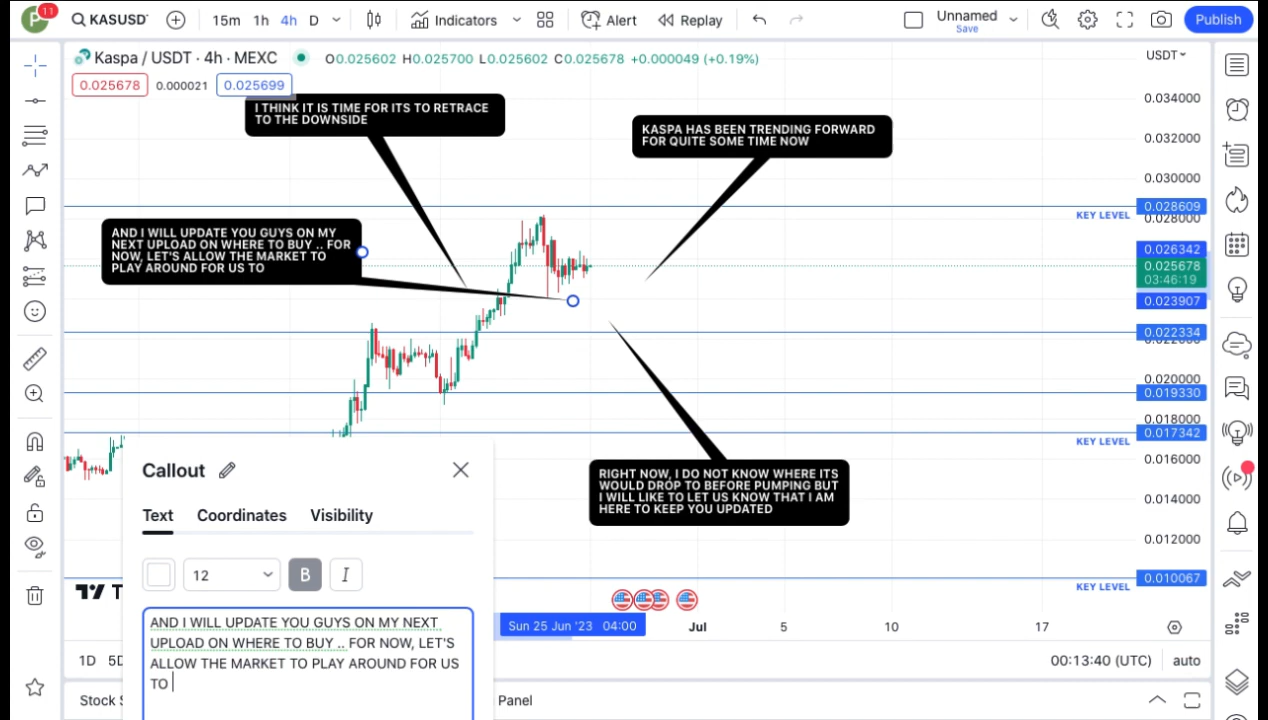 11
KASUSDT
15m 1h 4h D
Indicators
Alert
Replay
Unnamed
Save
Publish
Kaspa / USDT · 4h · MEXC
O0.025602 H0.025700 L0.025602 C0.025678 +0.000049 (+0.19%)
USDT
0.025678 0.000021 0.025699
I THINK IT IS TIME FOR ITS TO RETRACE
TO THE DOWNSIDE
KASPA HAS BEEN TRENDING FORWARD
FOR QUITE SOME TIME NOW
AND I WILL UPDATE YOU GUYS ON MY
NEXT UPLOAD ON WHERE TO BUY .. FOR
NOW, LET'S ALLOW THE MARKET TO
PLAY AROUND FOR US TO
RIGHT NOW, I DO NOT KNOW WHERE ITS
WOULD DROP TO BEFORE PUMPING BUT
I WILL LIKE TO LET US KNOW THAT I AM
HERE TO KEEP YOU UPDATED
0.034000
0.032000
0.030000
0.028609
KEY LEVEL
0.028000
0.026342
0.025678
03:46:19
0.023907
0.022334
0.022000
0.020000
0.019330
0.018000
0.017342
KEY LEVEL
0.016000
0.014000
0.012000
0.010067
KEY LEVEL
Callout
Text Coordinates Visibility
12
B I
AND I WILL UPDATE YOU GUYS ON MY NEXT
UPLOAD ON WHERE TO BUY .. FOR NOW, LET'S
ALLOW THE MARKET TO PLAY AROUND FOR US
TO
Sun 25 Jun '23 04:00 Jul 5 10 17
1D 5D
00:13:40 (UTC) auto
Stock S
Panel